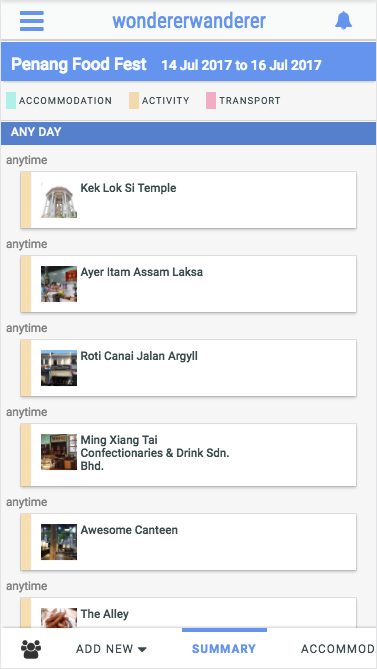 wondererwanderer
Penang Food Fest 14 Jul 2017 to 16 Jul 2017
ACCOMMODATION ACTIVITY TRANSPORT
ANY DAY
anytime
Kek Lok Si Temple
anytime
Ayer Itam Assam Laksa
anytime
Roti Canai Jalan Argyll
anytime
Ming Xiang Tai
Confectionaries & Drink Sdn.
Bhd.
anytime
Awesome Canteen
anytime
The Alley
ADD NEW SUMMARY ACCOMMOD